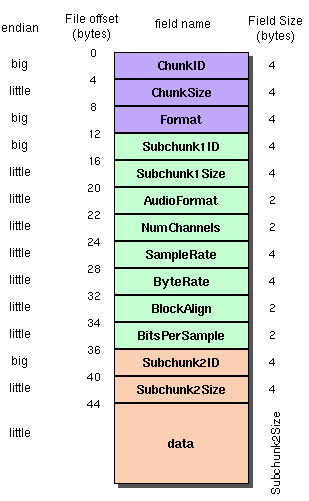 endian File offset (bytes) field name Field Size (bytes)
0
big ChunkID 4
4
little ChunkSize 4
8
big Format 4
12
big Subchunk1ID 4
16
little Subchunk1Size 4
20
little AudioFormat 2
22
little NumChannels 2
24
little SampleRate 4
28
little ByteRate 4
32
little BlockAlign 2
34
little BitsPerSample 2
36
big Subchunk2ID 4
40
little Subchunk2Size 4
44
little data Subchunk2Size